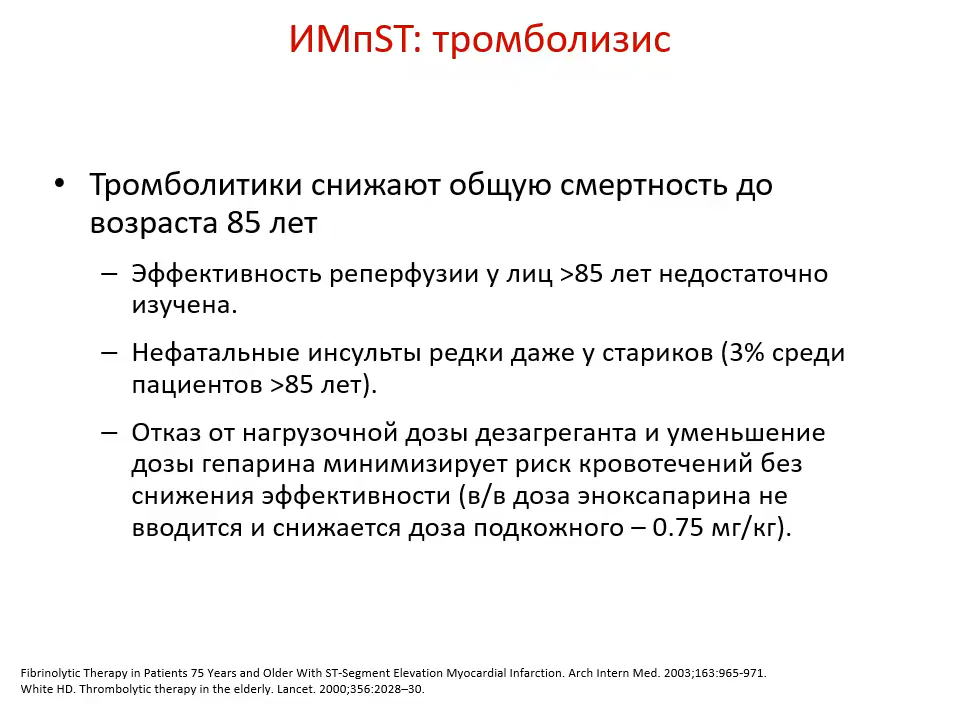 ИМпST: тромболизис
• Тромболитики снижают общую смертность до
возраста 85 лет
– Эффективность реперфузии у лиц >85 лет недостаточно
изучена.
– Нефатальные инсульты редки даже у стариков (3% среди
пациентов >85 лет).
– Отказ от нагрузочной дозы дезагреганта и уменьшение
дозы гепарина минимизирует риск кровотечений без
снижения эффективности (в/в доза эноксапарина не
вводится и снижается доза подкожного – 0.75 мг/кг).
Fibrinolytic Therapy in Patients 75 Years and Older With ST-Segment Elevation Myocardial Infarction. Arch Intern Med. 2003;163:965-971.
White HD. Thrombolytic therapy in the elderly. Lancet. 2000;356:2028–30.